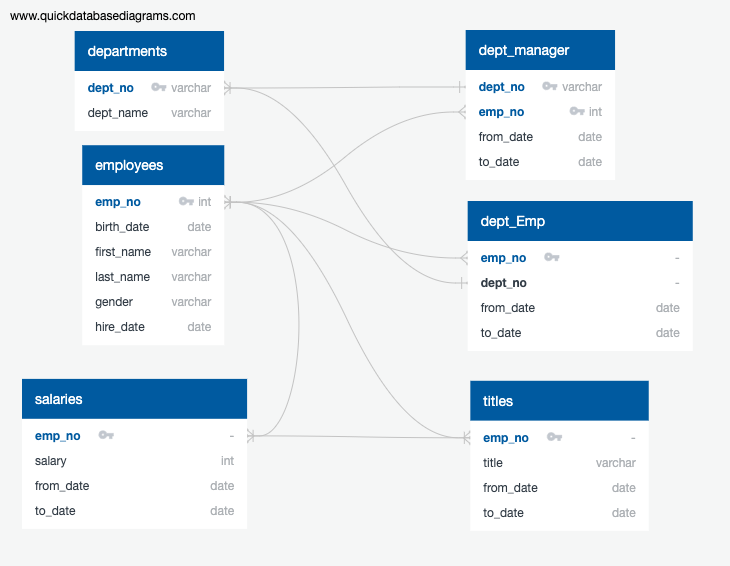 www.quickdatabasediagrams.com
departments
dept_no varchar
dept_name varchar
dept_manager
dept_no varchar
emp_no int
from_date date
to_date date
employees
emp_no int
birth_date date
first_name varchar
last_name varchar
gender varchar
hire_date date
dept_Emp
emp_no -
dept_no -
from_date date
to_date date
salaries
emp_no -
salary int
from_date date
to_date date
titles
emp_no -
title varchar
from_date date
to_date date